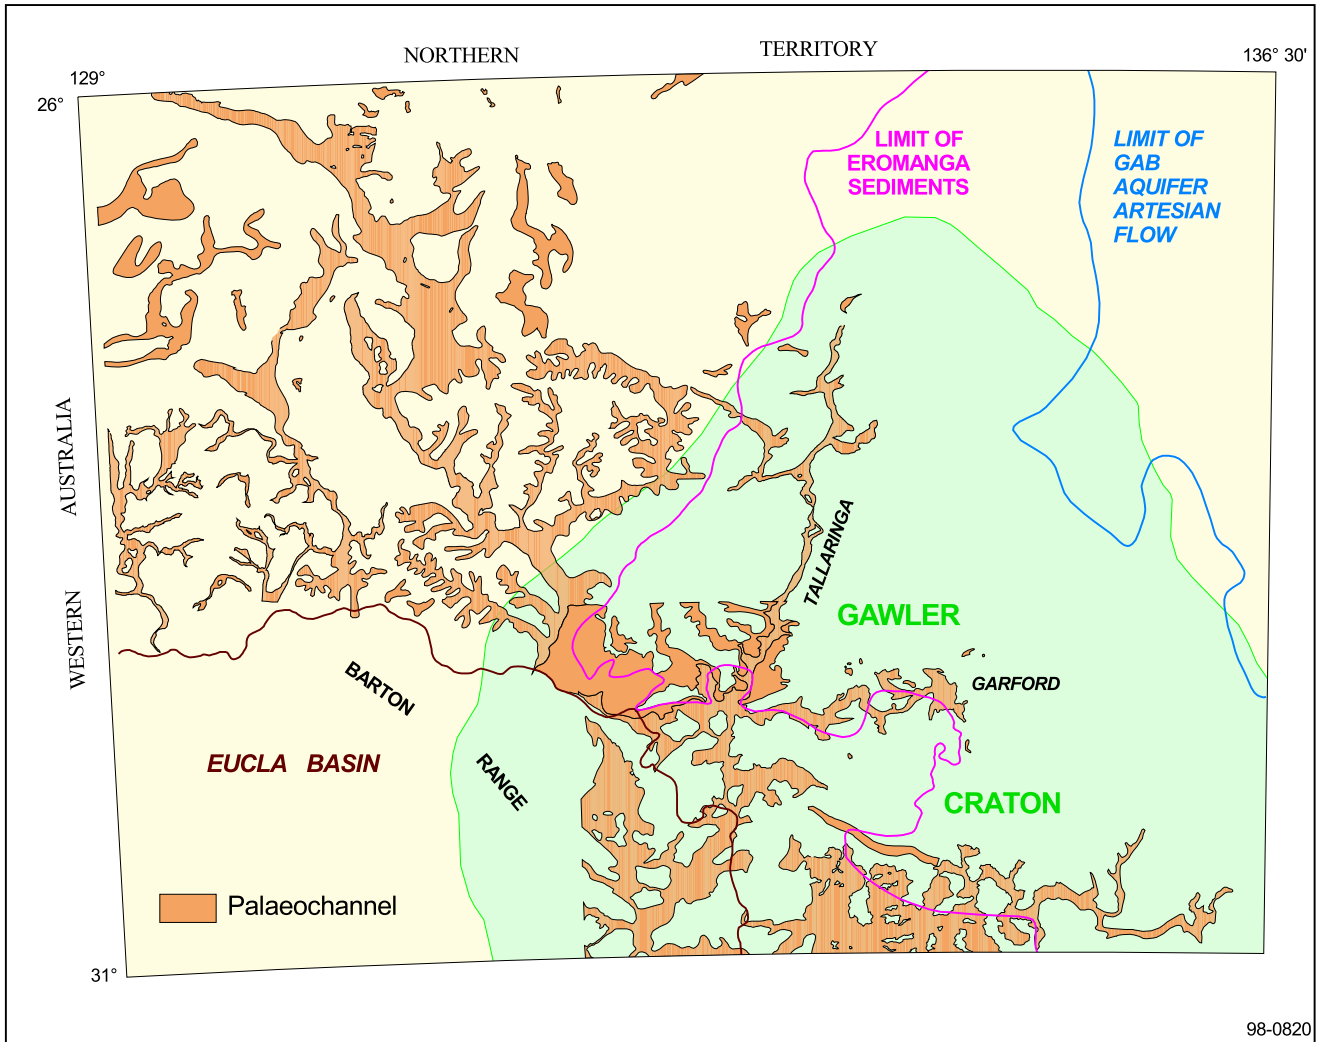 NORTHERN
TERRITORY
129°
136° 30'
26°
LIMIT OF
EROMANGA
SEDIMENTS
LIMIT OF
GAB
AQUIFER
ARTESIAN
FLOW
AUSTRALIA
WESTERN
TALLARINGA
GAWLER
GARFORD
BARTON
RANGE
EUCLA BASIN
CRATON
Palaeochannel
31°
98-0820